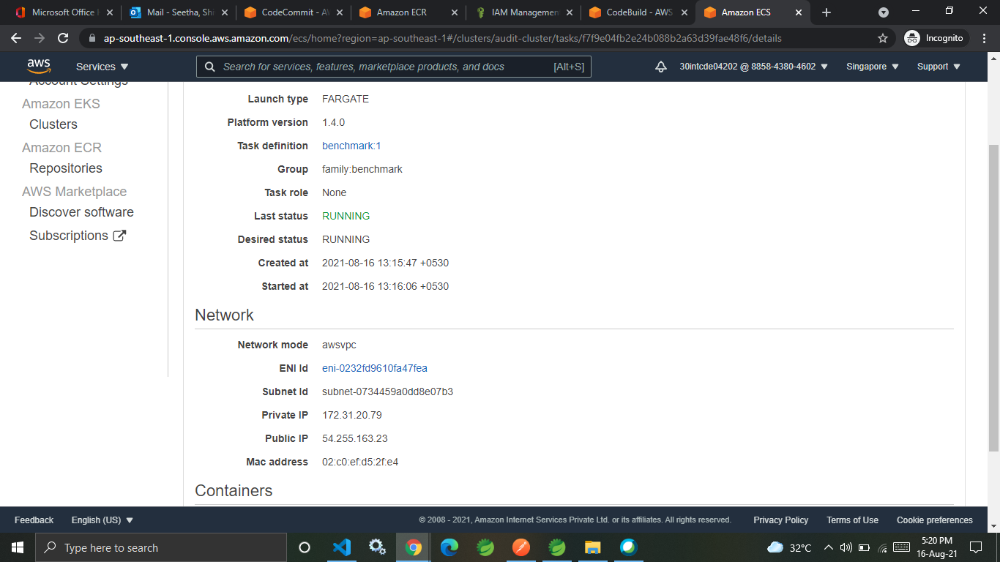 Microsoft Office H
Mail - Seetha, Shi
CodeCommit - AW
Amazon ECR
IAM Management
CodeBuild - AWS
Amazon ECS
ap-southeast-1.console.aws.amazon.com/ecs/home?region=ap-southeast-1#/clusters/audit-cluster/tasks/f7f9e04fb2e24b088b2a63d39fae48f6/details
Incognito
aws
Services
Search for services, features, marketplace products, and docs [Alt+S]
30intcde04202 @ 8858-4380-4602
Singapore
Support
Account Settings
Amazon EKS
Clusters
Amazon ECR
Repositories
AWS Marketplace
Discover software
Subscriptions
Launch type FARGATE
Platform version 1.4.0
Task definition benchmark:1
Group family:benchmark
Task role None
Last status RUNNING
Desired status RUNNING
Created at 2021-08-16 13:15:47 +0530
Started at 2021-08-16 13:16:06 +0530
Network
Network mode awsvpc
ENI Id eni-0232fd9610fa47fea
Subnet Id subnet-0734459a0dd8e07b3
Private IP 172.31.20.79
Public IP 54.255.163.23
Mac address 02:c0:ef:d5:2f:e4
Containers
Feedback
English (US)
© 2008 - 2021, Amazon Internet Services Private Ltd. or its affiliates. All rights reserved.
Privacy Policy
Terms of Use
Cookie preferences
Type here to search
32°C
5:20 PM
16-Aug-21